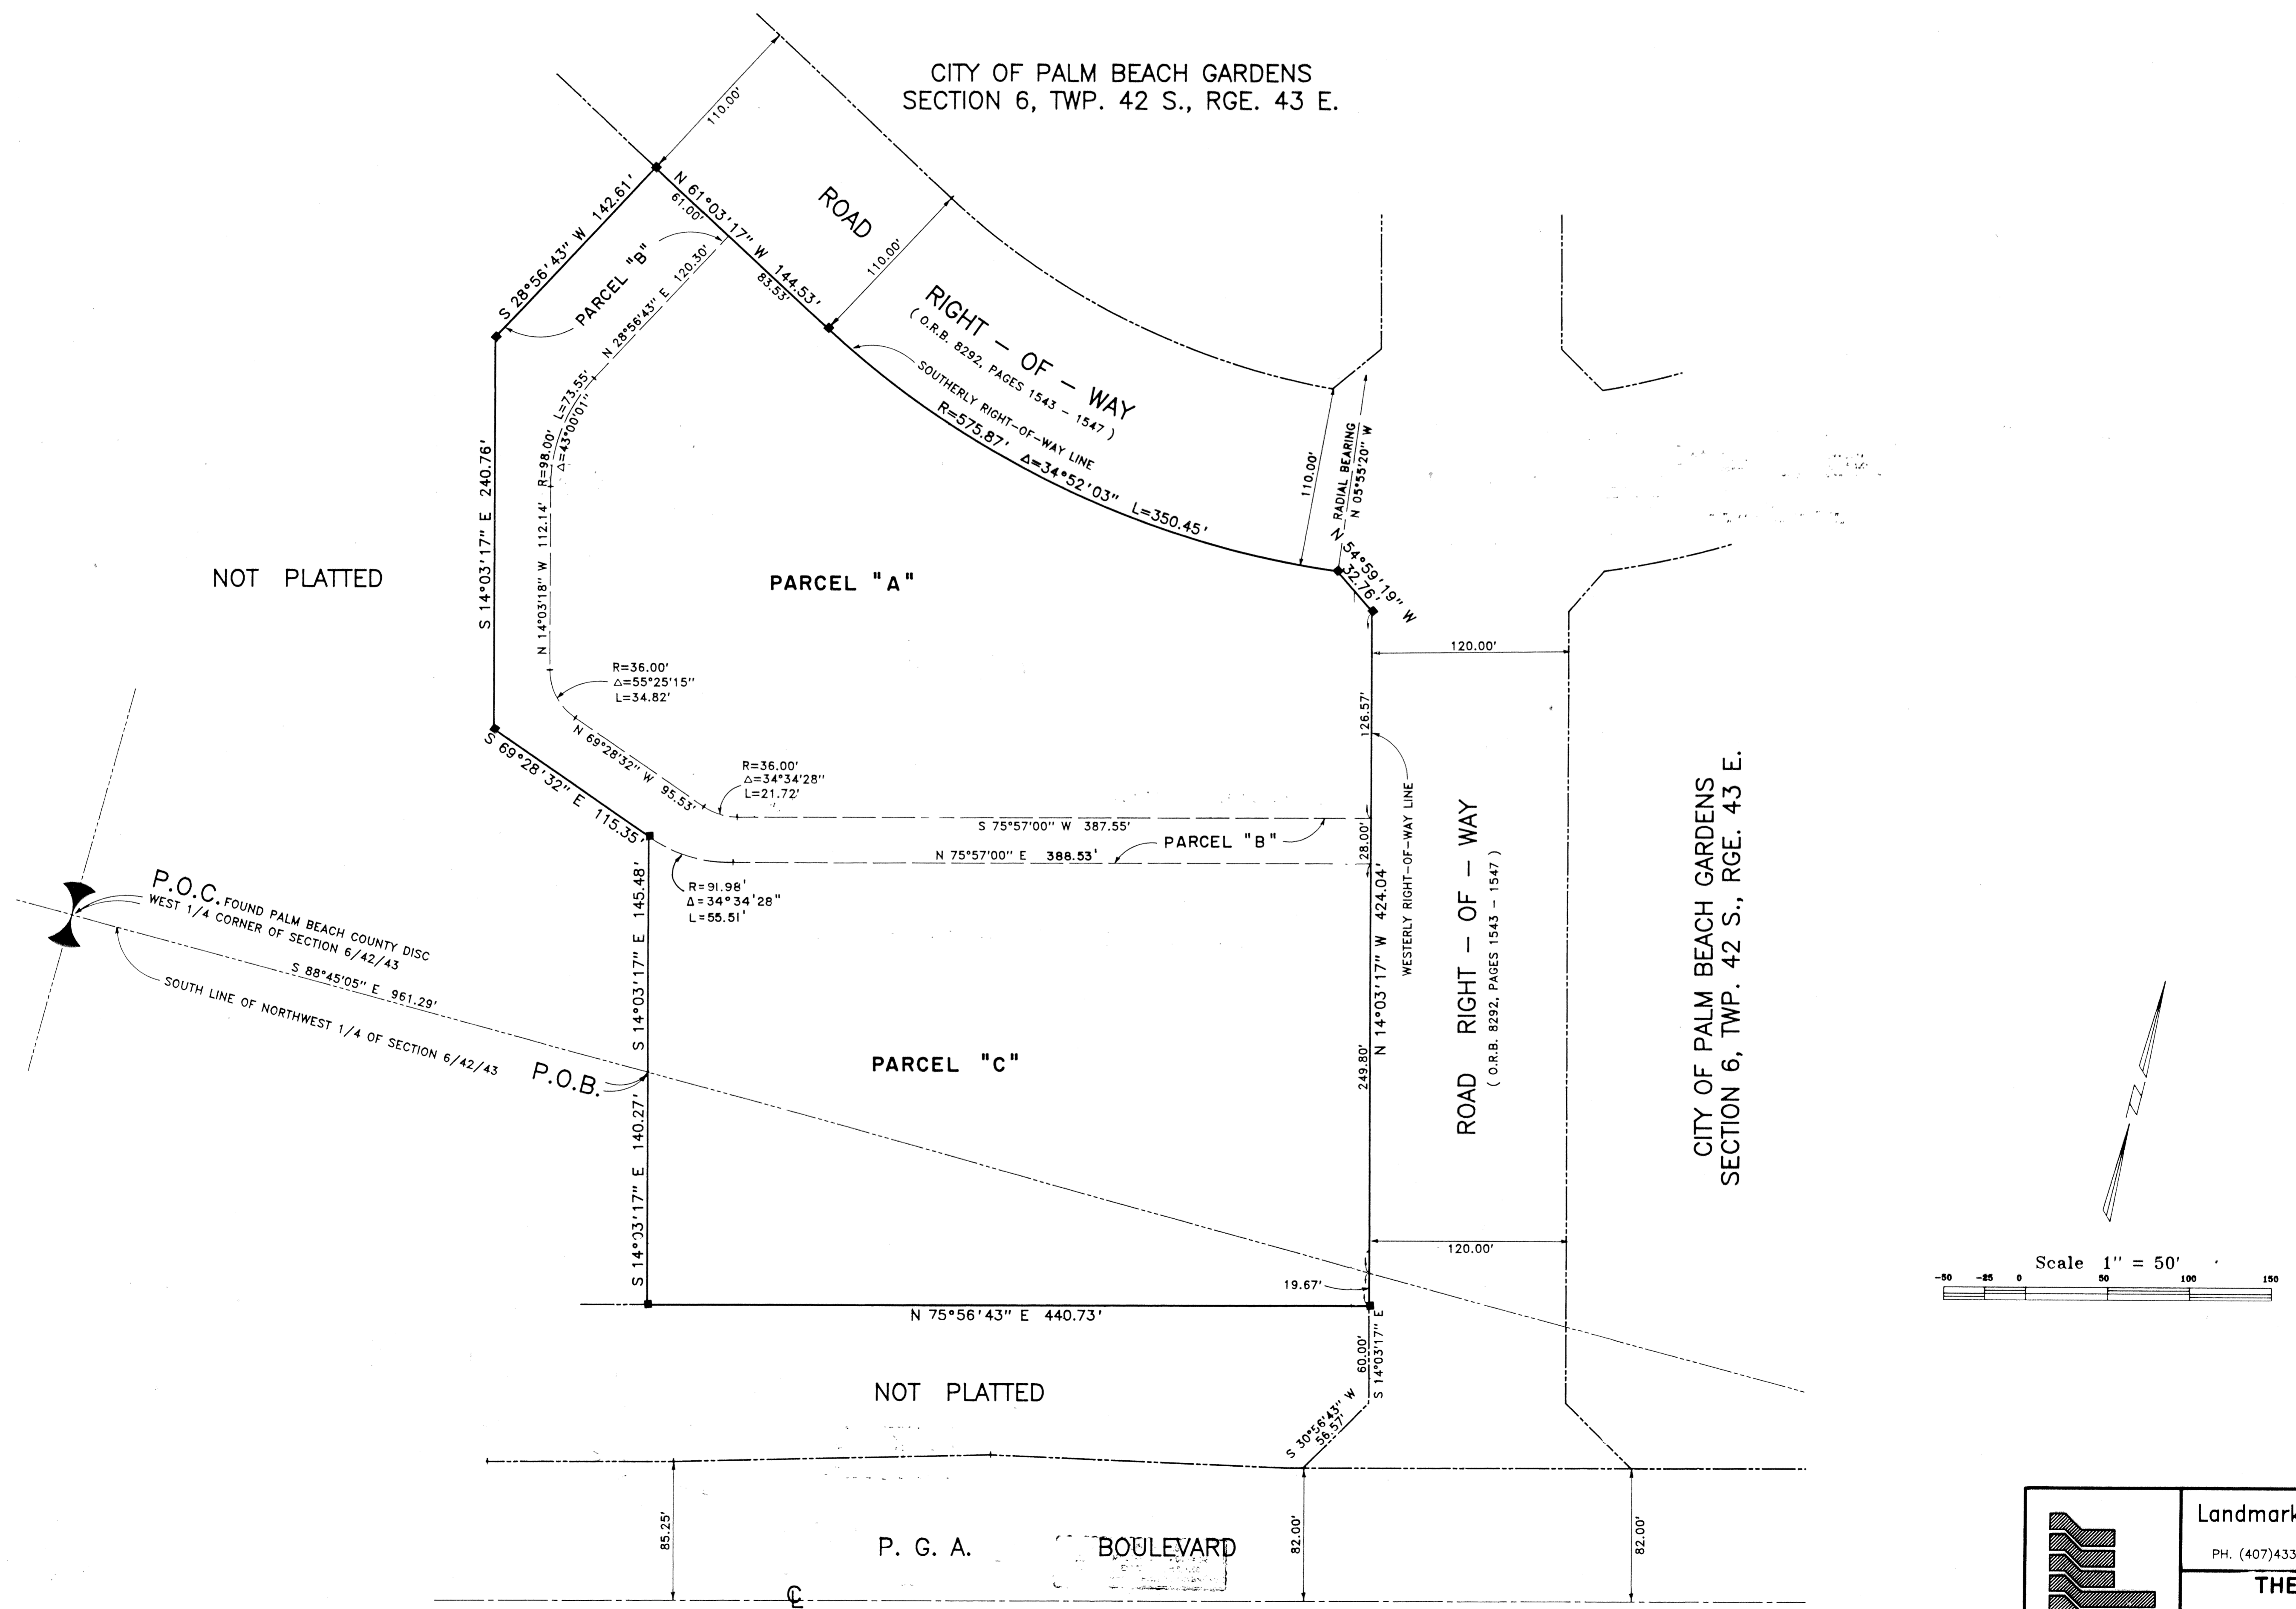 CITY OF PALM BEACH GARDENS
SECTION 6, TWP. 42 S., RGE. 43 E.
110.00'
N 61°03'17" W 144.53'
61.00'
83.53'
S 28°56'43" W 142.61'
PARCEL "B"
N 28°56'43" E 120.30'
ROAD
110.00'
RIGHT - OF - WAY
( O.R.B. 8292, PAGES 1543 - 1547 )
SOUTHERLY RIGHT-OF-WAY LINE
R=575.87' Δ=34°52'03" L=350.45'
110.00'
RADIAL BEARING
N 05°55'20" W
N 54°59'19" W
32.76'
R=98.00' L=73.55'
Δ=43°00'01"
S 14°03'17" E 240.76'
N 14°03'18" W 112.14'
NOT PLATTED
PARCEL "A"
R=36.00'
Δ=55°25'15"
L=34.82'
120.00'
126.57'
N 69°28'32" W 95.53'
S 69°28'32" E 115.35'
R=36.00'
Δ=34°34'28"
L=21.72'
S 75°57'00" W 387.55'
PARCEL "B"
N 75°57'00" E 388.53'
28.00'
R=91.98'
Δ=34°34'28"
L=55.51'
WESTERLY RIGHT-OF-WAY LINE
N 14°03'17" W 424.04'
249.80'
ROAD RIGHT - OF - WAY
( O.R.B. 8292, PAGES 1543 - 1547 )
CITY OF PALM BEACH GARDENS
SECTION 6, TWP. 42 S., RGE. 43 E.
P.O.C. FOUND PALM BEACH COUNTY DISC
WEST 1/4 CORNER OF SECTION 6/42/43
S 88°45'05" E 961.29'
SOUTH LINE OF NORTHWEST 1/4 OF SECTION 6/42/43
P.O.B.
S 14°03'17" E 145.48'
S 14°03'17" E 140.27'
PARCEL "C"
120.00'
19.67'
N 75°56'43" E 440.73'
60.00'
S 14°03'17" E
S 30°56'43" W
56.57'
NOT PLATTED
N
Scale 1" = 50'
-50 -25 0 50 100 150
85.25'
P. G. A. BOULEVARD
82.00'
82.00'
℄
Landmark
PH. (407)433
THE